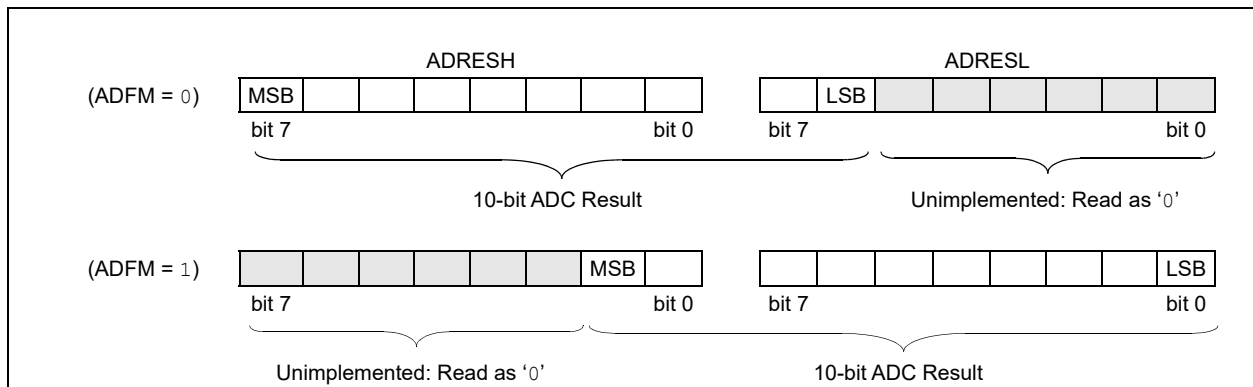 ADRESH ADRESL
(ADFM = 0) MSB LSB
bit 7 bit 0 bit 7 bit 0
10-bit ADC Result Unimplemented: Read as ‘0’
(ADFM = 1) MSB LSB
bit 7 bit 0 bit 7 bit 0
Unimplemented: Read as ‘0’ 10-bit ADC Result